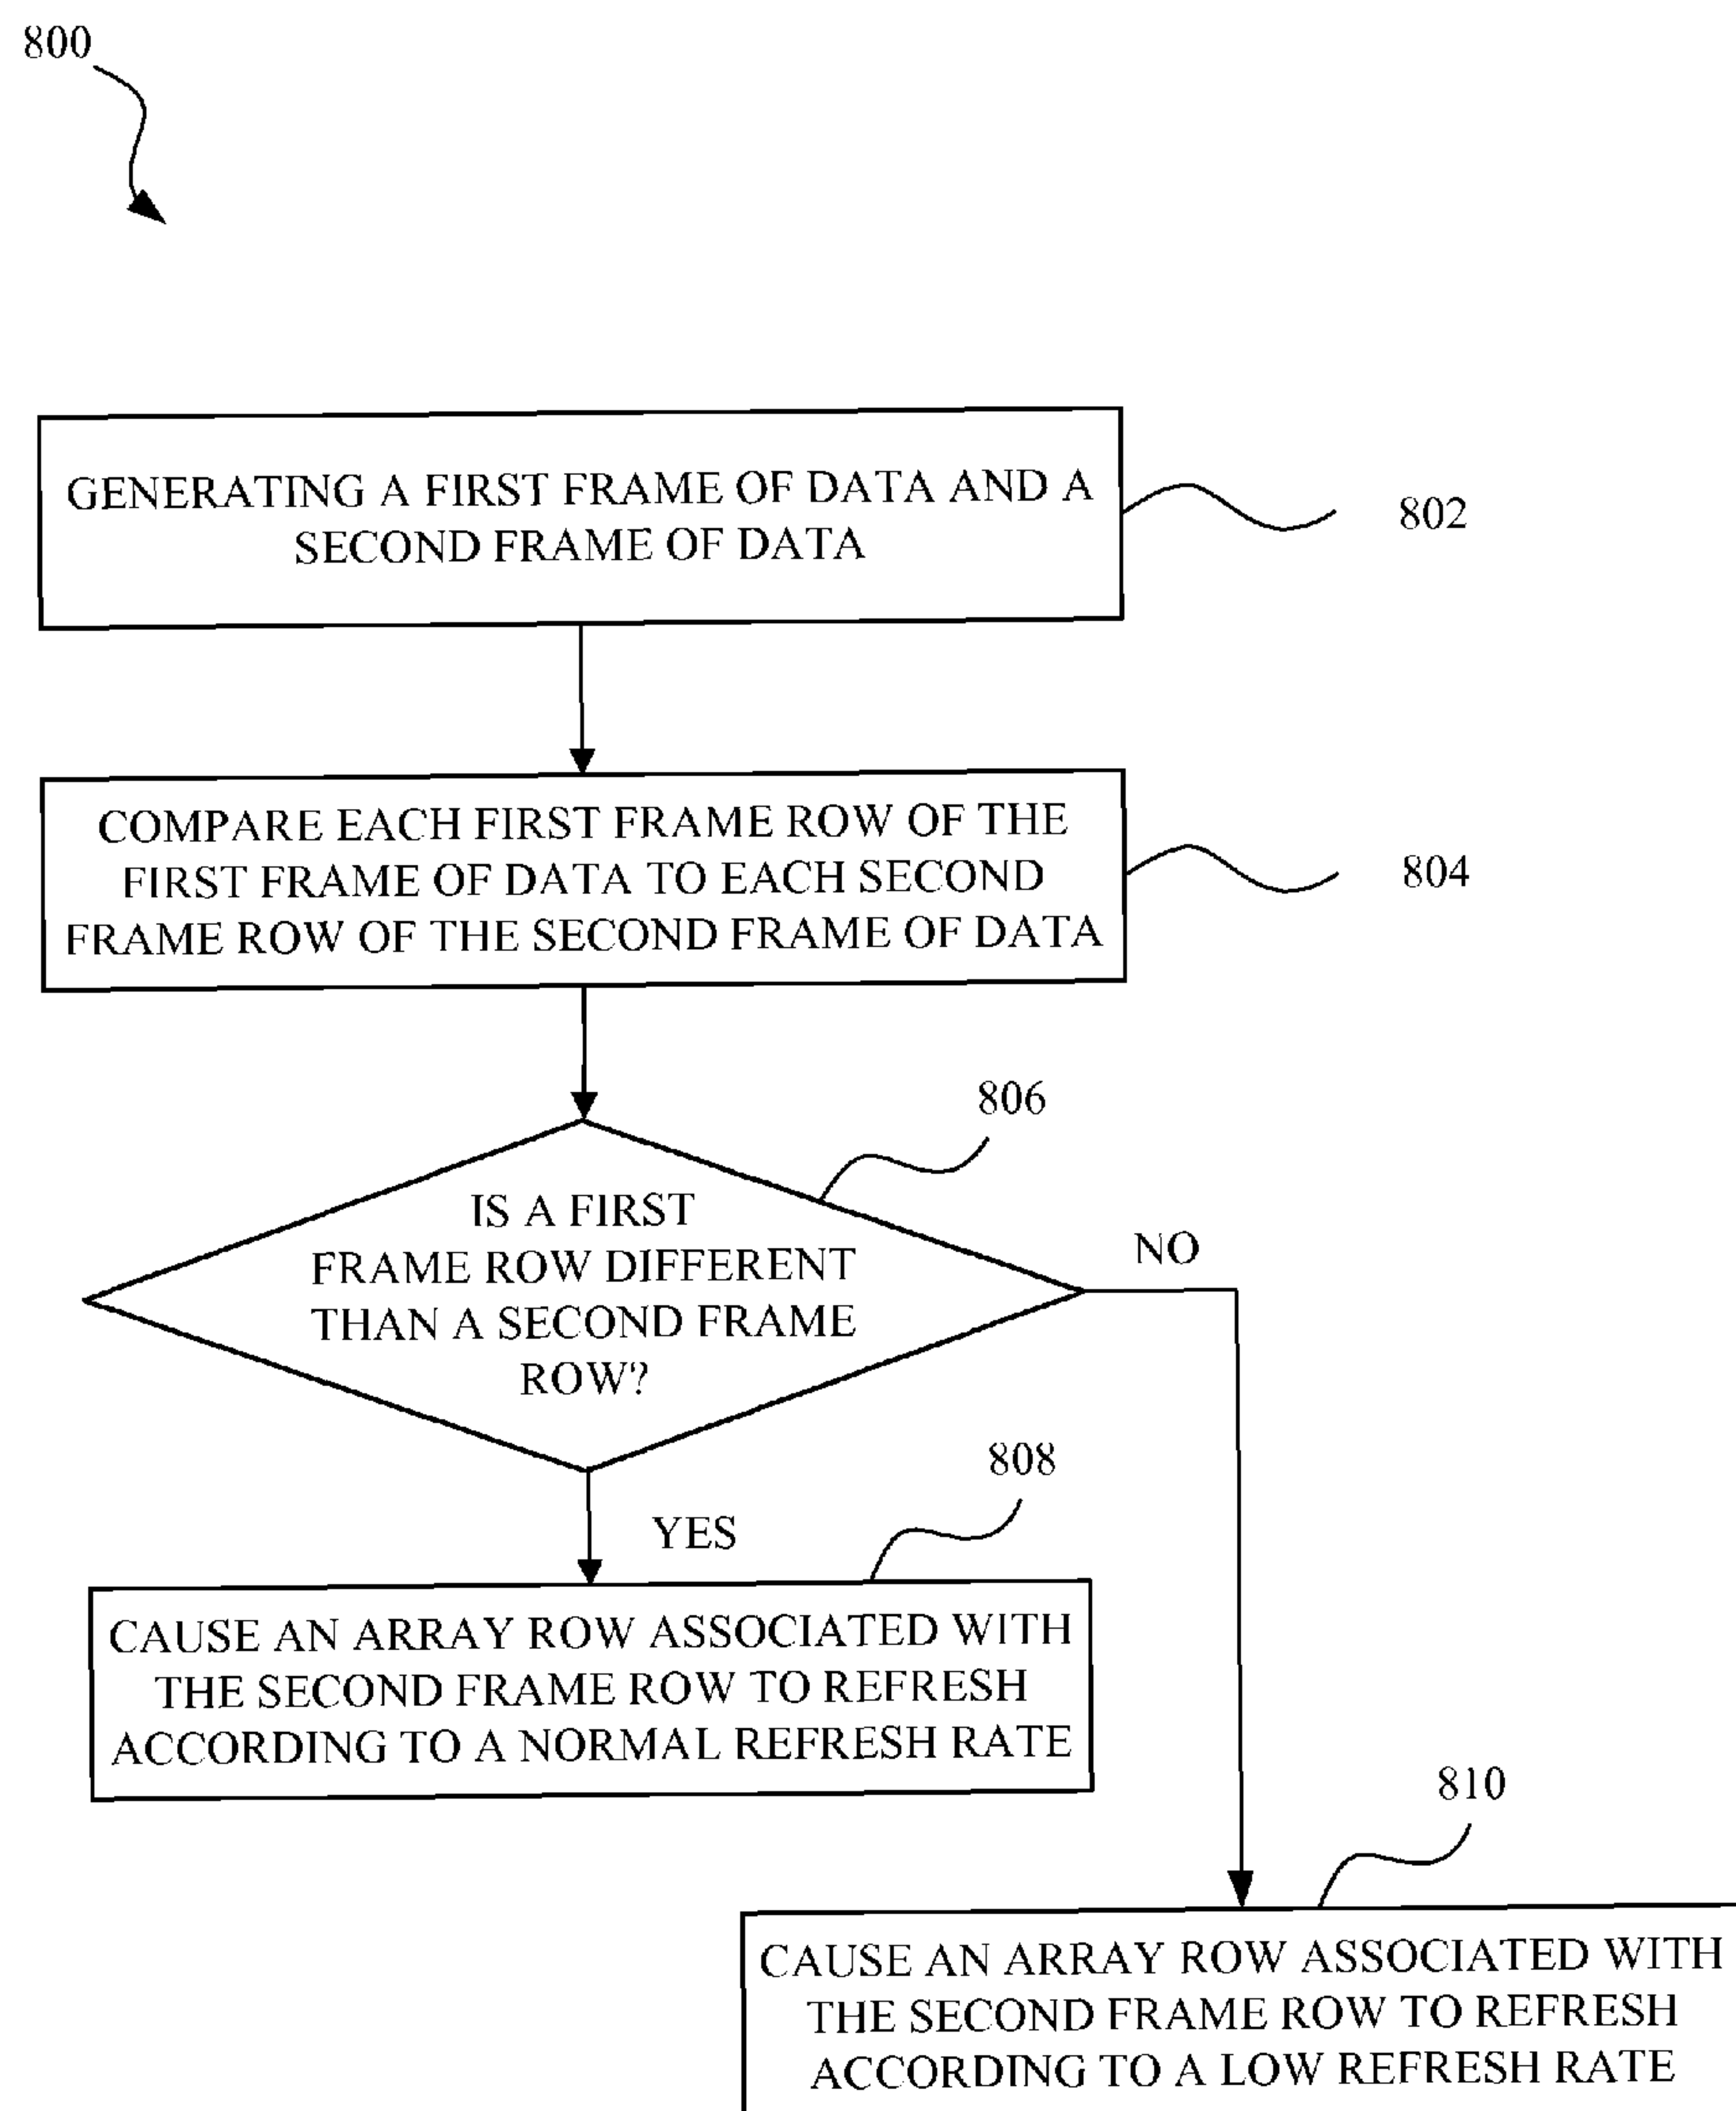 800
GENERATING A FIRST FRAME OF DATA AND A
SECOND FRAME OF DATA
802
COMPARE EACH FIRST FRAME ROW OF THE
FIRST FRAME OF DATA TO EACH SECOND
FRAME ROW OF THE SECOND FRAME OF DATA
804
806
IS A FIRST
FRAME ROW DIFFERENT
THAN A SECOND FRAME
ROW?
NO
YES
808
CAUSE AN ARRAY ROW ASSOCIATED WITH
THE SECOND FRAME ROW TO REFRESH
ACCORDING TO A NORMAL REFRESH RATE
810
CAUSE AN ARRAY ROW ASSOCIATED WITH
THE SECOND FRAME ROW TO REFRESH
ACCORDING TO A LOW REFRESH RATE